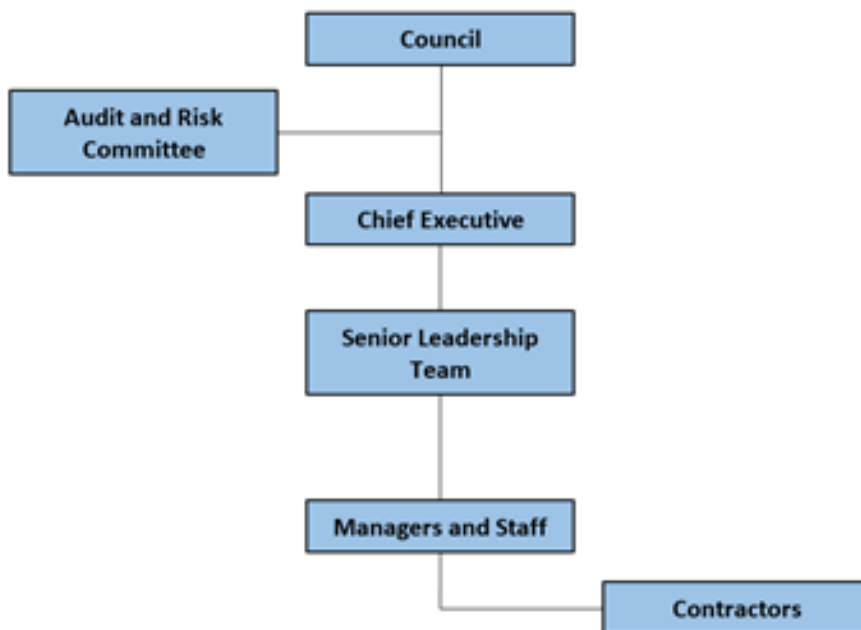 Council
Audit and Risk
Committee
Chief Executive
Senior Leadership
Team
Managers and Staff
Contractors